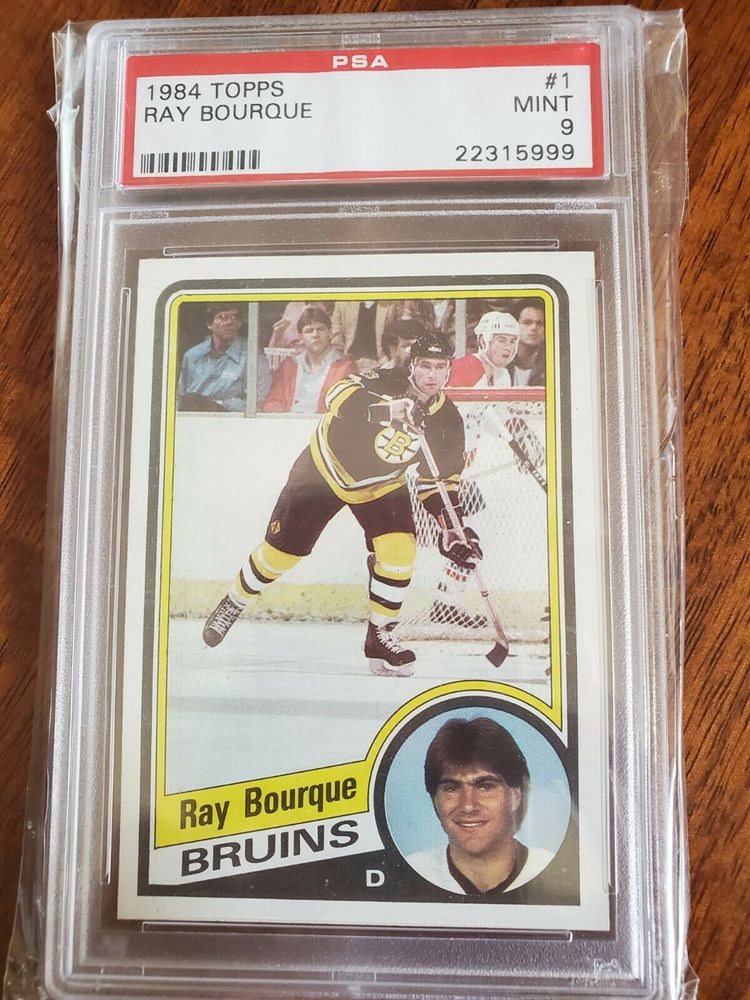 PSA
1984 TOPPS #1
RAY BOURQUE MINT
9
22315999
B
Ray Bourque
BRUINS
D